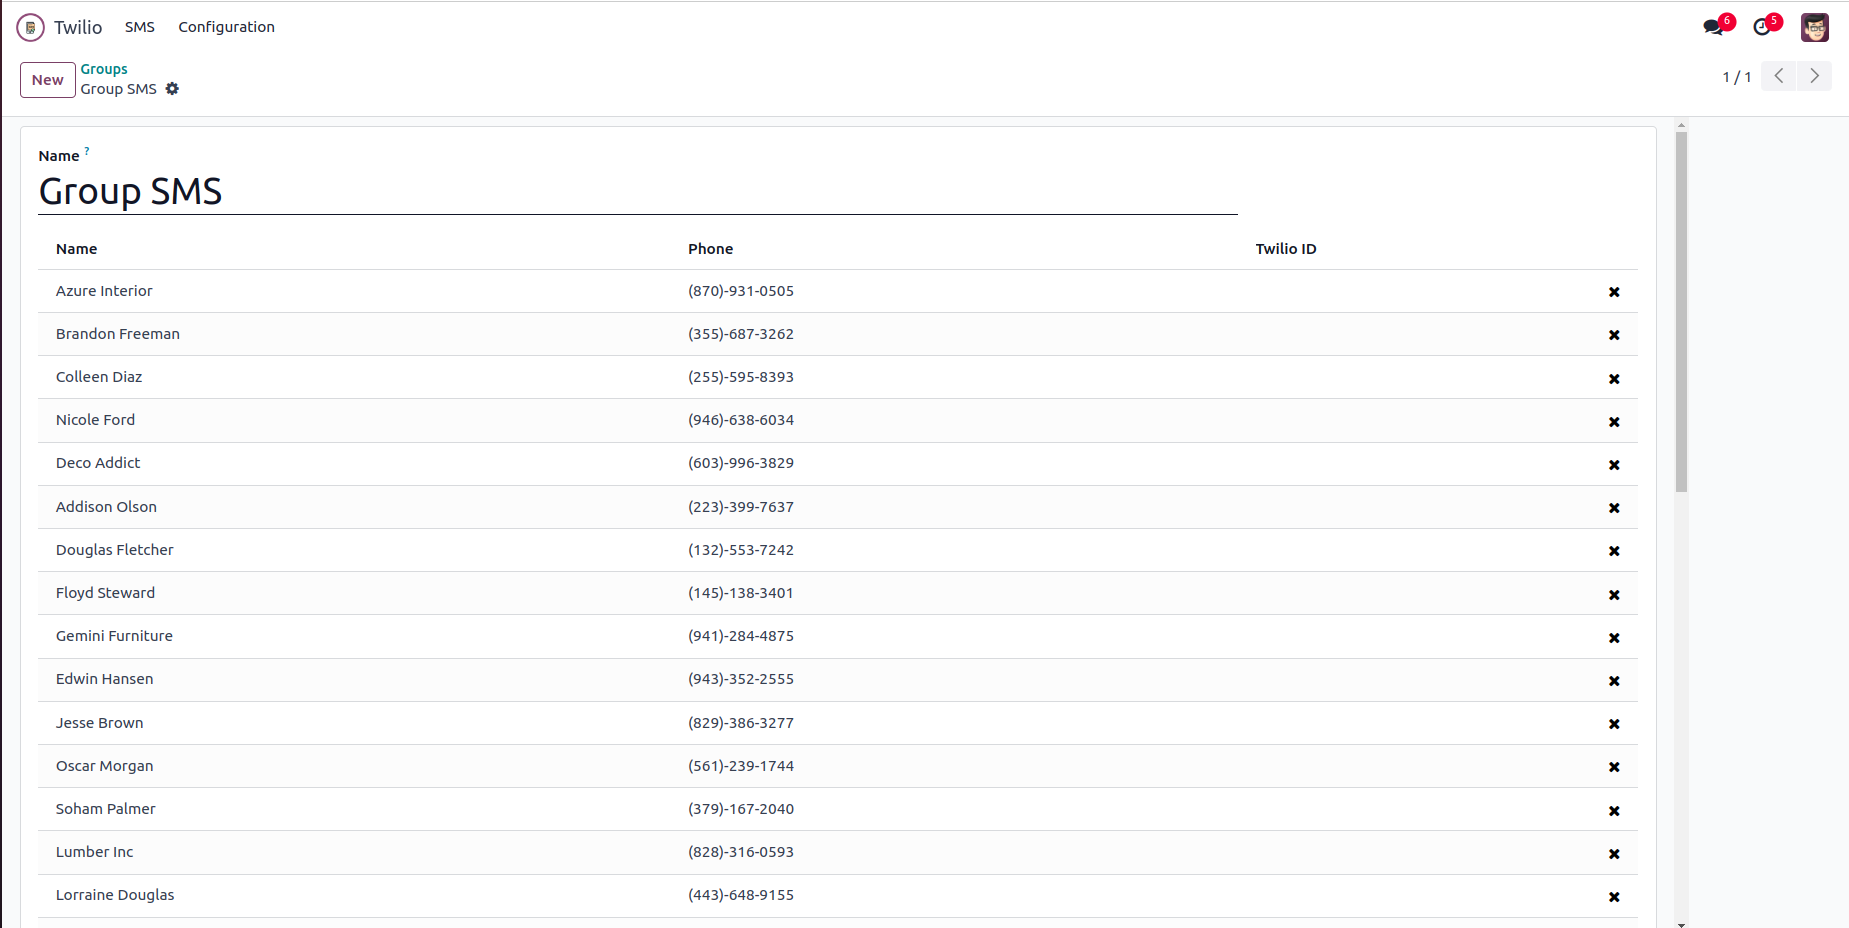 Twilio SMS Configuration 6 5
New Groups
Group SMS 1 / 1
Name ?
Group SMS
Name Phone Twilio ID
Azure Interior (870)-931-0505
Brandon Freeman (355)-687-3262
Colleen Diaz (255)-595-8393
Nicole Ford (946)-638-6034
Deco Addict (603)-996-3829
Addison Olson (223)-399-7637
Douglas Fletcher (132)-553-7242
Floyd Steward (145)-138-3401
Gemini Furniture (941)-284-4875
Edwin Hansen (943)-352-2555
Jesse Brown (829)-386-3277
Oscar Morgan (561)-239-1744
Soham Palmer (379)-167-2040
Lumber Inc (828)-316-0593
Lorraine Douglas (443)-648-9155